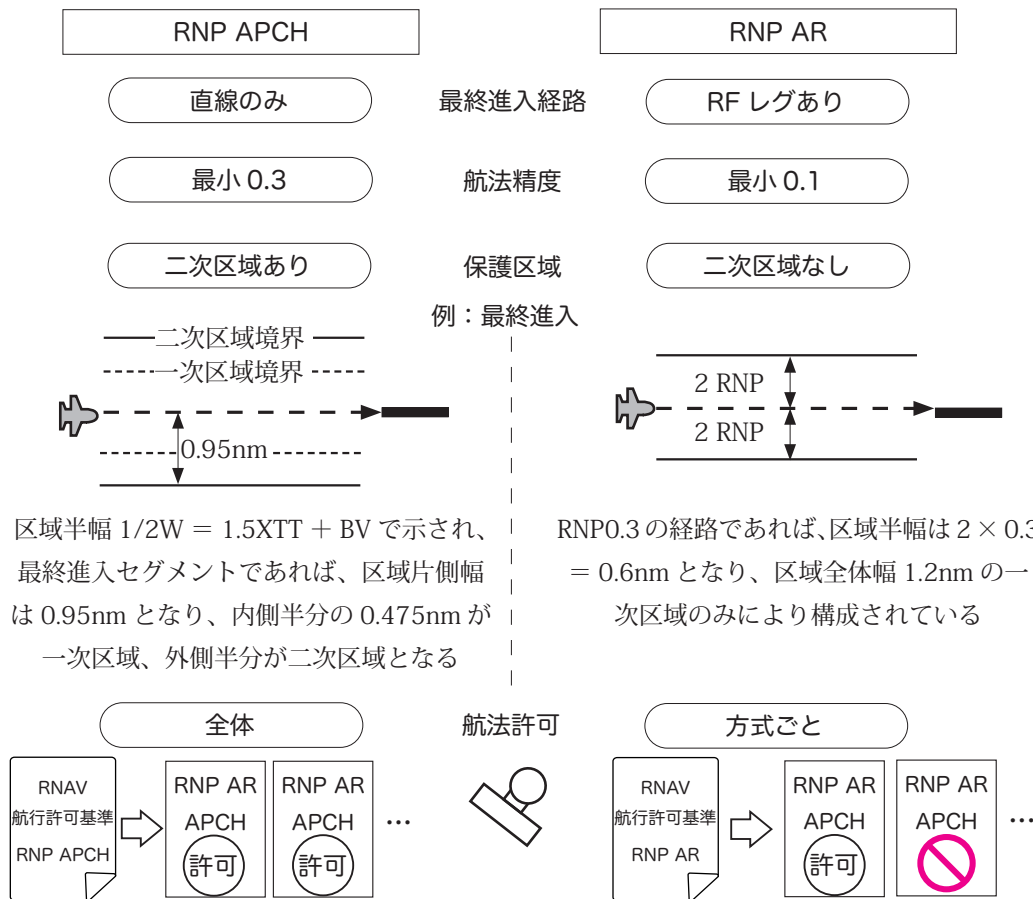 RNP APCH
RNP AR
直線のみ
最終進入経路
RF レグあり
最小 0.3
航法精度
最小 0.1
二次区域あり
保護区域
二次区域なし
例：最終進入
二次区域境界
一次区域境界
0.95nm
2 RNP
2 RNP
区域半幅 1/2W ＝ 1.5XTT ＋ BV で示され、
最終進入セグメントであれば、区域片側幅
は 0.95nm となり、内側半分の 0.475nm が
一次区域、外側半分が二次区域となる
RNP0.3 の経路であれば、区域半幅は 2 × 0.3
＝ 0.6nm となり、区域全体幅 1.2nm の一
次区域のみにより構成されている
全体
航法許可
方式ごと
RNAV
航行許可基準
RNP APCH
RNP AR
APCH
許可
RNP AR
APCH
許可
…
RNAV
航行許可基準
RNP AR
RNP AR
APCH
許可
RNP AR
APCH
…